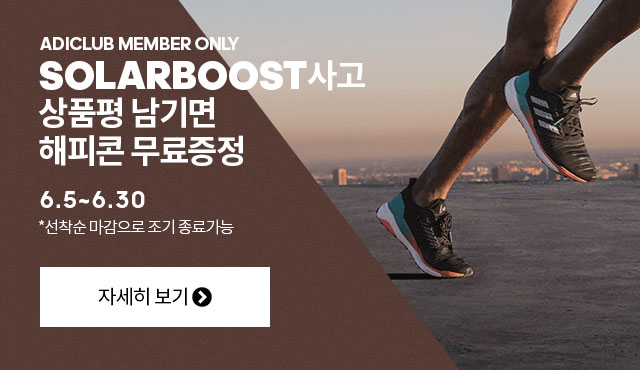 ADICLUB MEMBER ONLY
SOLARBOOST사고
상품평 남기면
해피콘 무료증정
6.5~6.30
*선착순 마감으로 조기 종료가능
자세히 보기